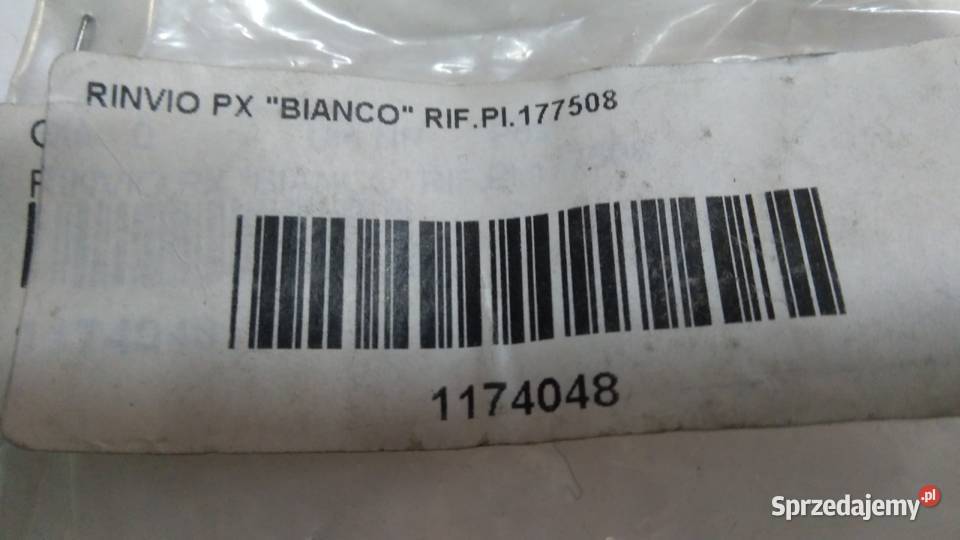 RINVIO PX "BIANCO" RIF.PI.177508
1174048
Sprzedajemy.pl